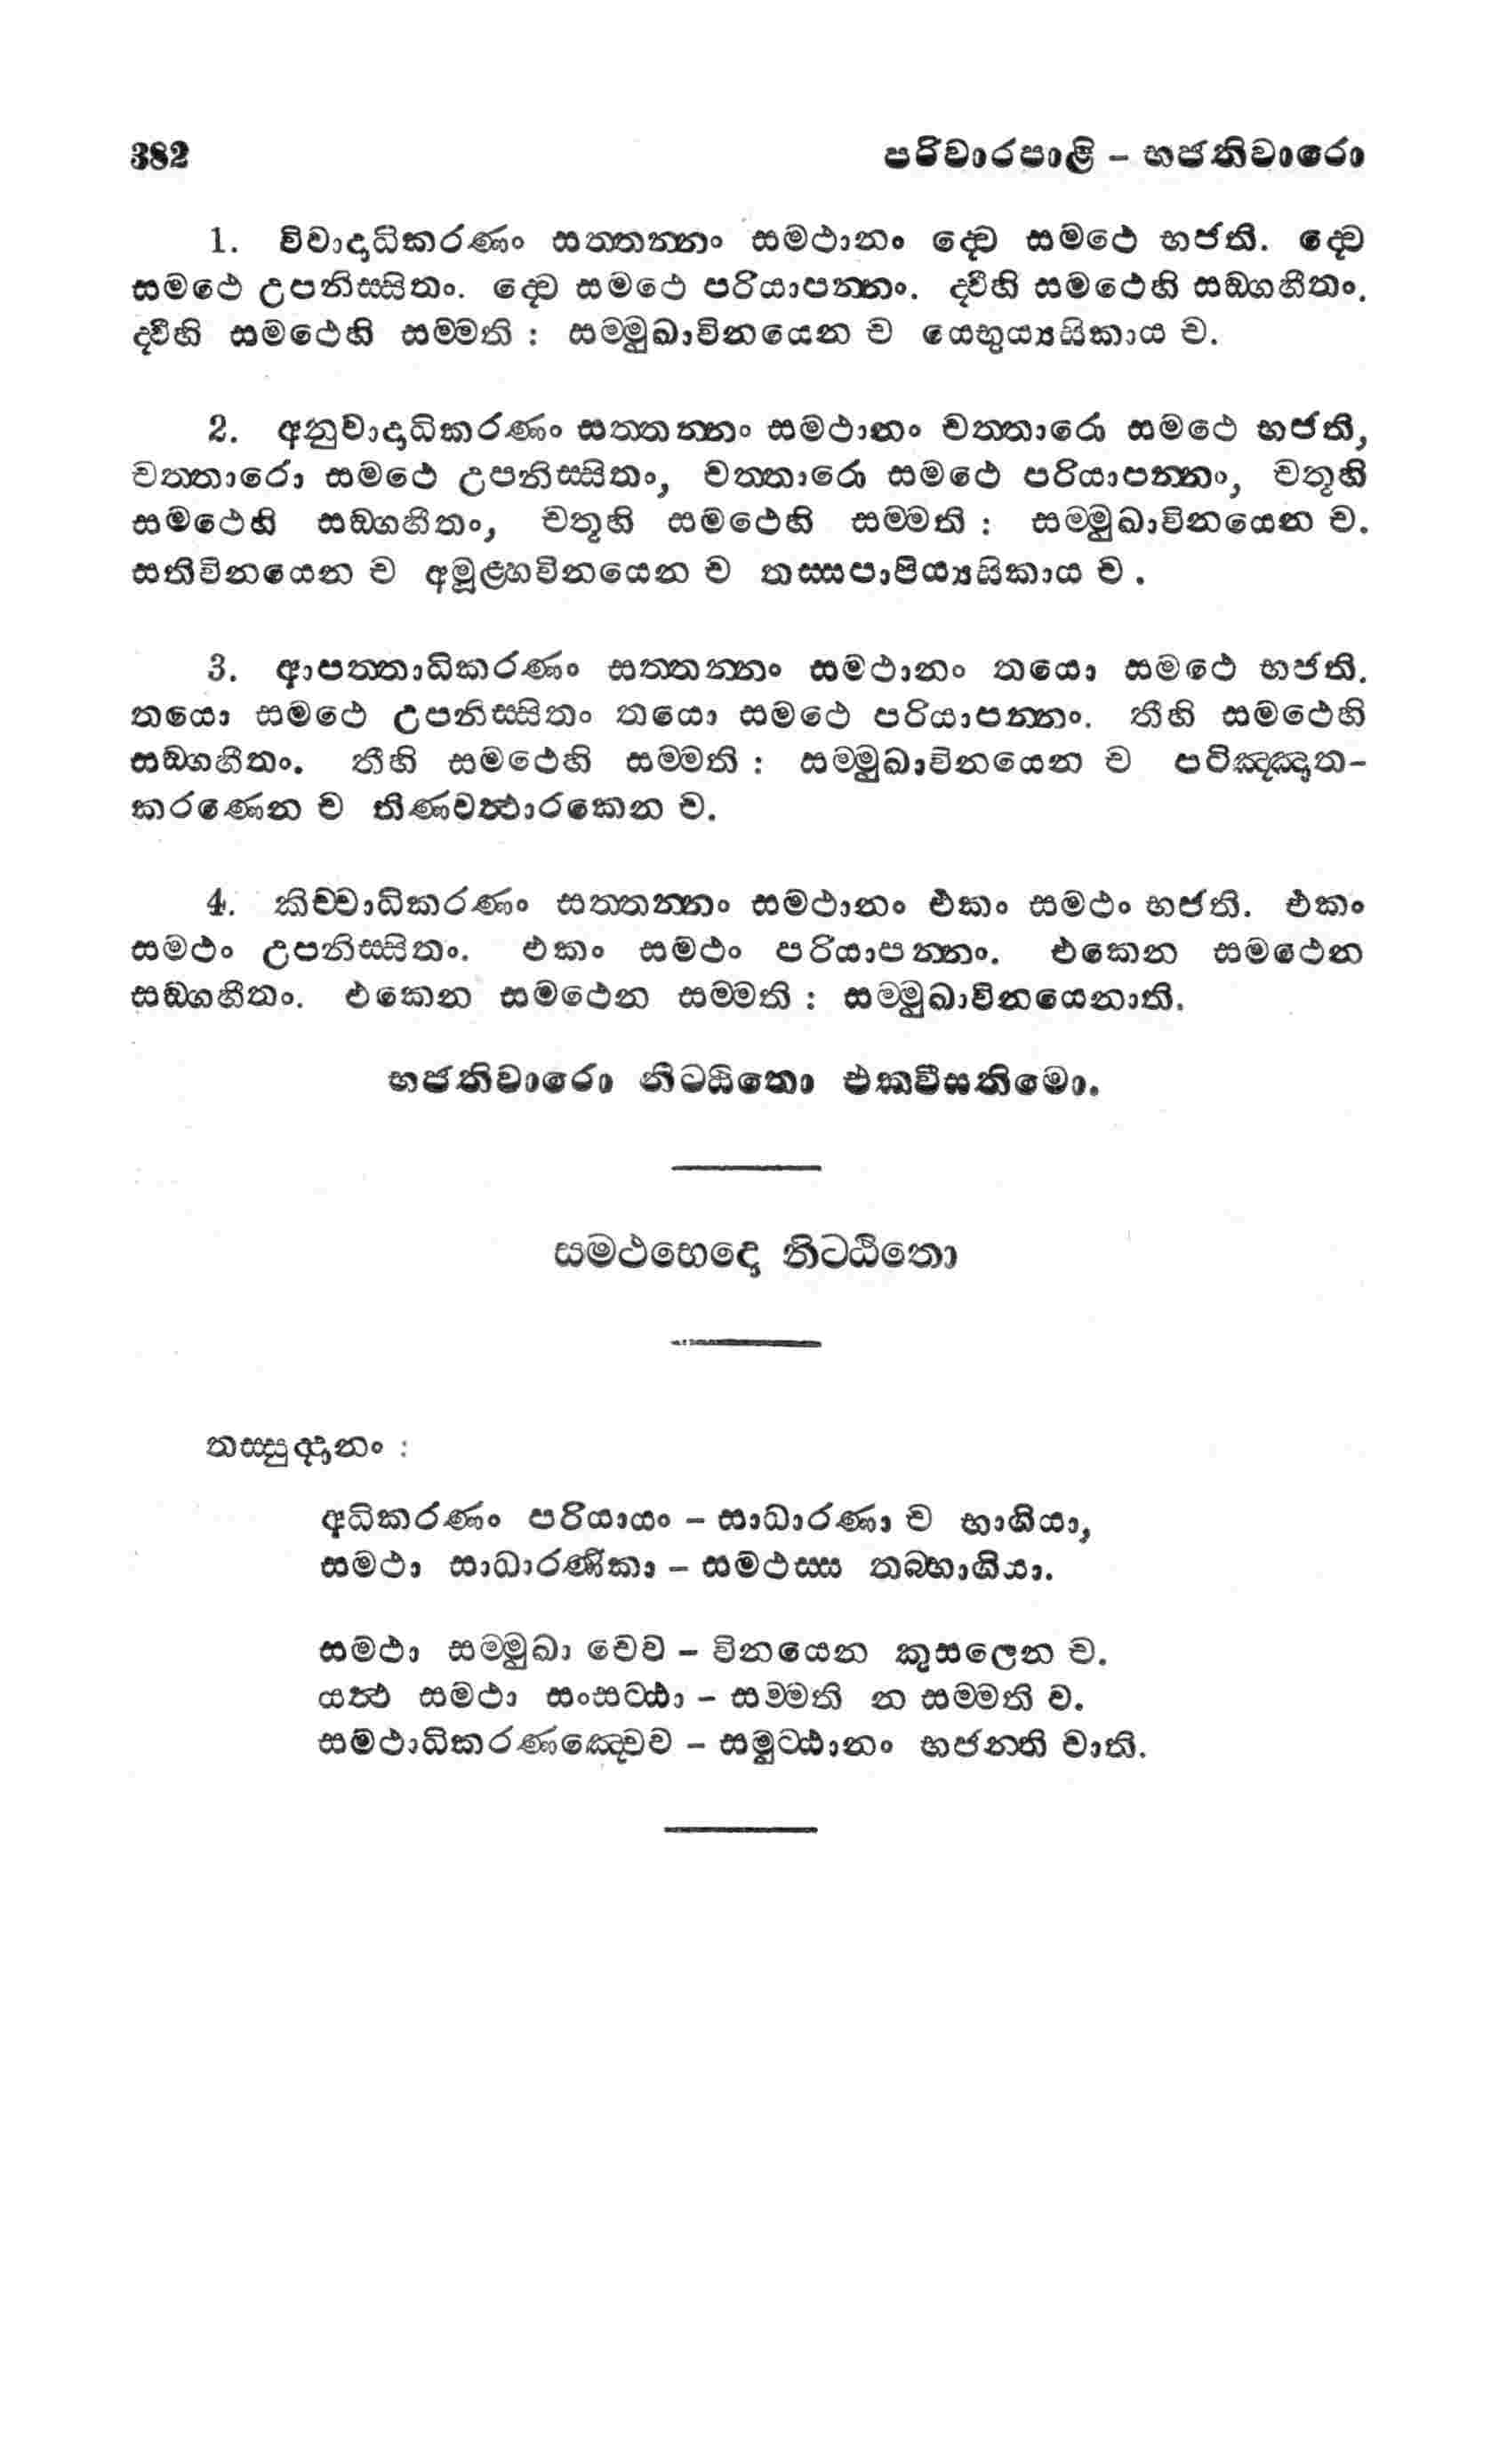 382 පරිවාරපාළි – භජතිවාරො
1. විවාදාධිකරණං සත්තන්නං සමථානං ද්වෙ සමථෙ භජති. ද්වෙ
සමථෙ උපනිස්සිතං. ද්වෙ සමථෙ පරියාපන්නං. ද්වීහි සමථෙහි සඞ්ගහීතං.
ද්වීහි සමථෙහි සම්මති : සම්මුඛාවිනයෙන ච යෙභුය්‍යසිකාය ච.
2. අනුවාදාධිකරණං සත්තන්නං සමථානං චත්තාරො සමථෙ භජති,
චත්තාරො සමථෙ උපනිස්සිතං, චත්තාරො සමථෙ පරියාපන්නං, චතූහි
සමථෙහි සඞ්ගහීතං, චතූහි සමථෙහි සම්මති : සම්මුඛාවිනයෙන ච.
සතිවිනයෙන ච අමූළ්හවිනයෙන ච තස්සපාපිය්‍යසිකාය ච .
3. ආපත්තාධිකරණං සත්තන්නං සමථානං තයො සමථෙ භජති.
තයො සමථෙ උපනිස්සිතං තයො සමථෙ පරියාපන්නං. තීහි සමථෙහි
සඞ්ගහීතං. තීහි සමථෙහි සම්මති : සම්මුඛාවිනයෙන ච පටිඤ්ඤාත-
කරණෙන ච තිණවත්ථාරකෙන ච.
4. කිච්චාධිකරණං සත්තන්නං සමථානං එකං සමථං භජති. එකං
සමථං උපනිස්සිතං. එකං සමථං පරියාපන්නං. එකෙන සමථෙන
සඞ්ගහීතං. එකෙන සමථෙන සම්මති : සම්මුඛාවිනයෙනාති.
භජතිවාරො නිට්ඨිතො එකවීසතිමො.
සමථභෙදො නිට්ඨිතො
තස්සුද්දානං :
අධිකරණං පරියායං – සාධාරණා ච භාගියා,
සමථා සාධාරණිකා – සමථස්ස තබ්භාගියා.
සමථා සම්මුඛා චෙව – විනයෙන කුසලෙන ච.
යත්ථ සමථා සංසට්ඨා – සම්මති න සම්මති ච.
සමථාධිකරණඤ්චෙව – සමුට්ඨානං භජන්ති චාති.